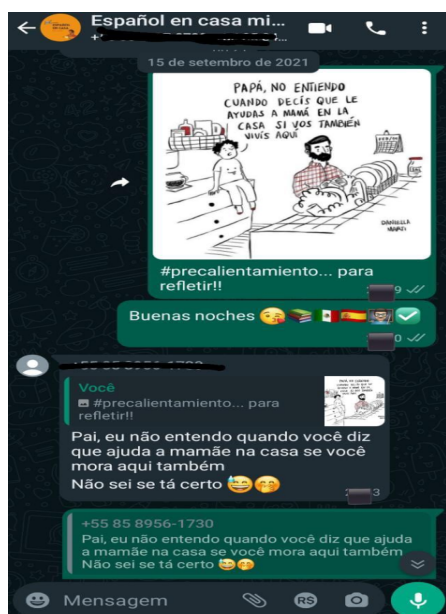 Español en casa mi...
15 de setembro de 2021
PAPÁ, NO ENTIENDO
CUANDO DECÍS QUE LE
AYUDAS A MAMÁ EN LA
CASA SI VOS TAMBIÉN
VIVÍS AQUÍ
DANIELA
MARTI
#precalientamiento... para
refletir!!
Buenas noches 😘📚🇲🇽🇪🇸👨🏫✅
Você
#precalientamiento... para
refletir!!
Pai, eu não entendo quando você diz
que ajuda a mamãe na casa se você
mora aqui também
Não sei se tá certo 😅🤭
+55 85 8956-1730
Pai, eu não entendo quando você diz que ajuda
a mamãe na casa se você mora aqui também
Não sei se tá certo 😅🤭
Mensagem
R$